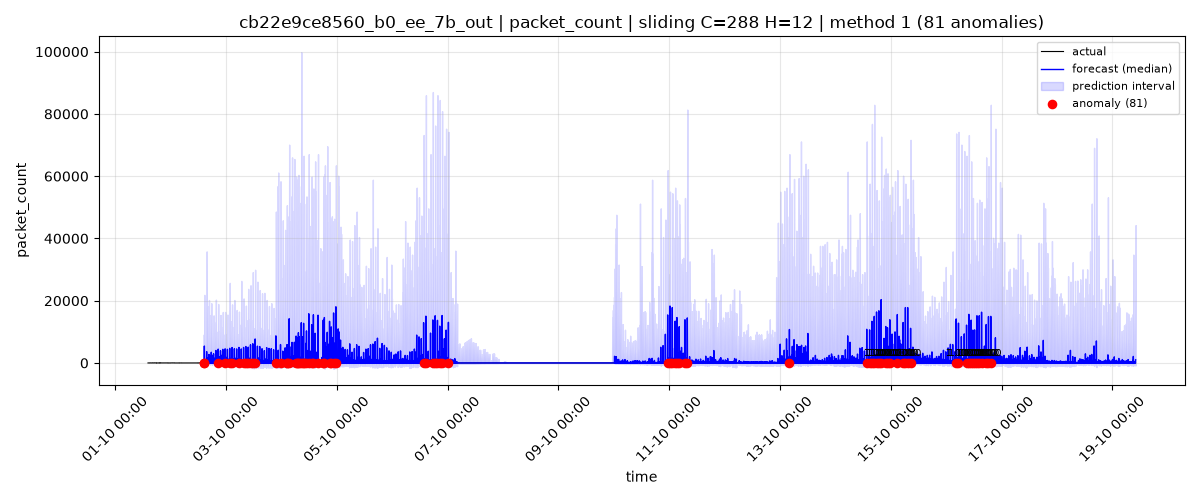 cb22e9ce8560_b0_ee_7b_out | packet_count | sliding C=288 H=12 | method 1 (81 anomalies)
actual
forecast (median)
prediction interval
anomaly (81)
packet_count
100000
80000
60000
40000
20000
0
01-10 00:00
03-10 00:00
05-10 00:00
07-10 00:00
09-10 00:00
11-10 00:00
13-10 00:00
15-10 00:00
17-10 00:00
19-10 00:00
time